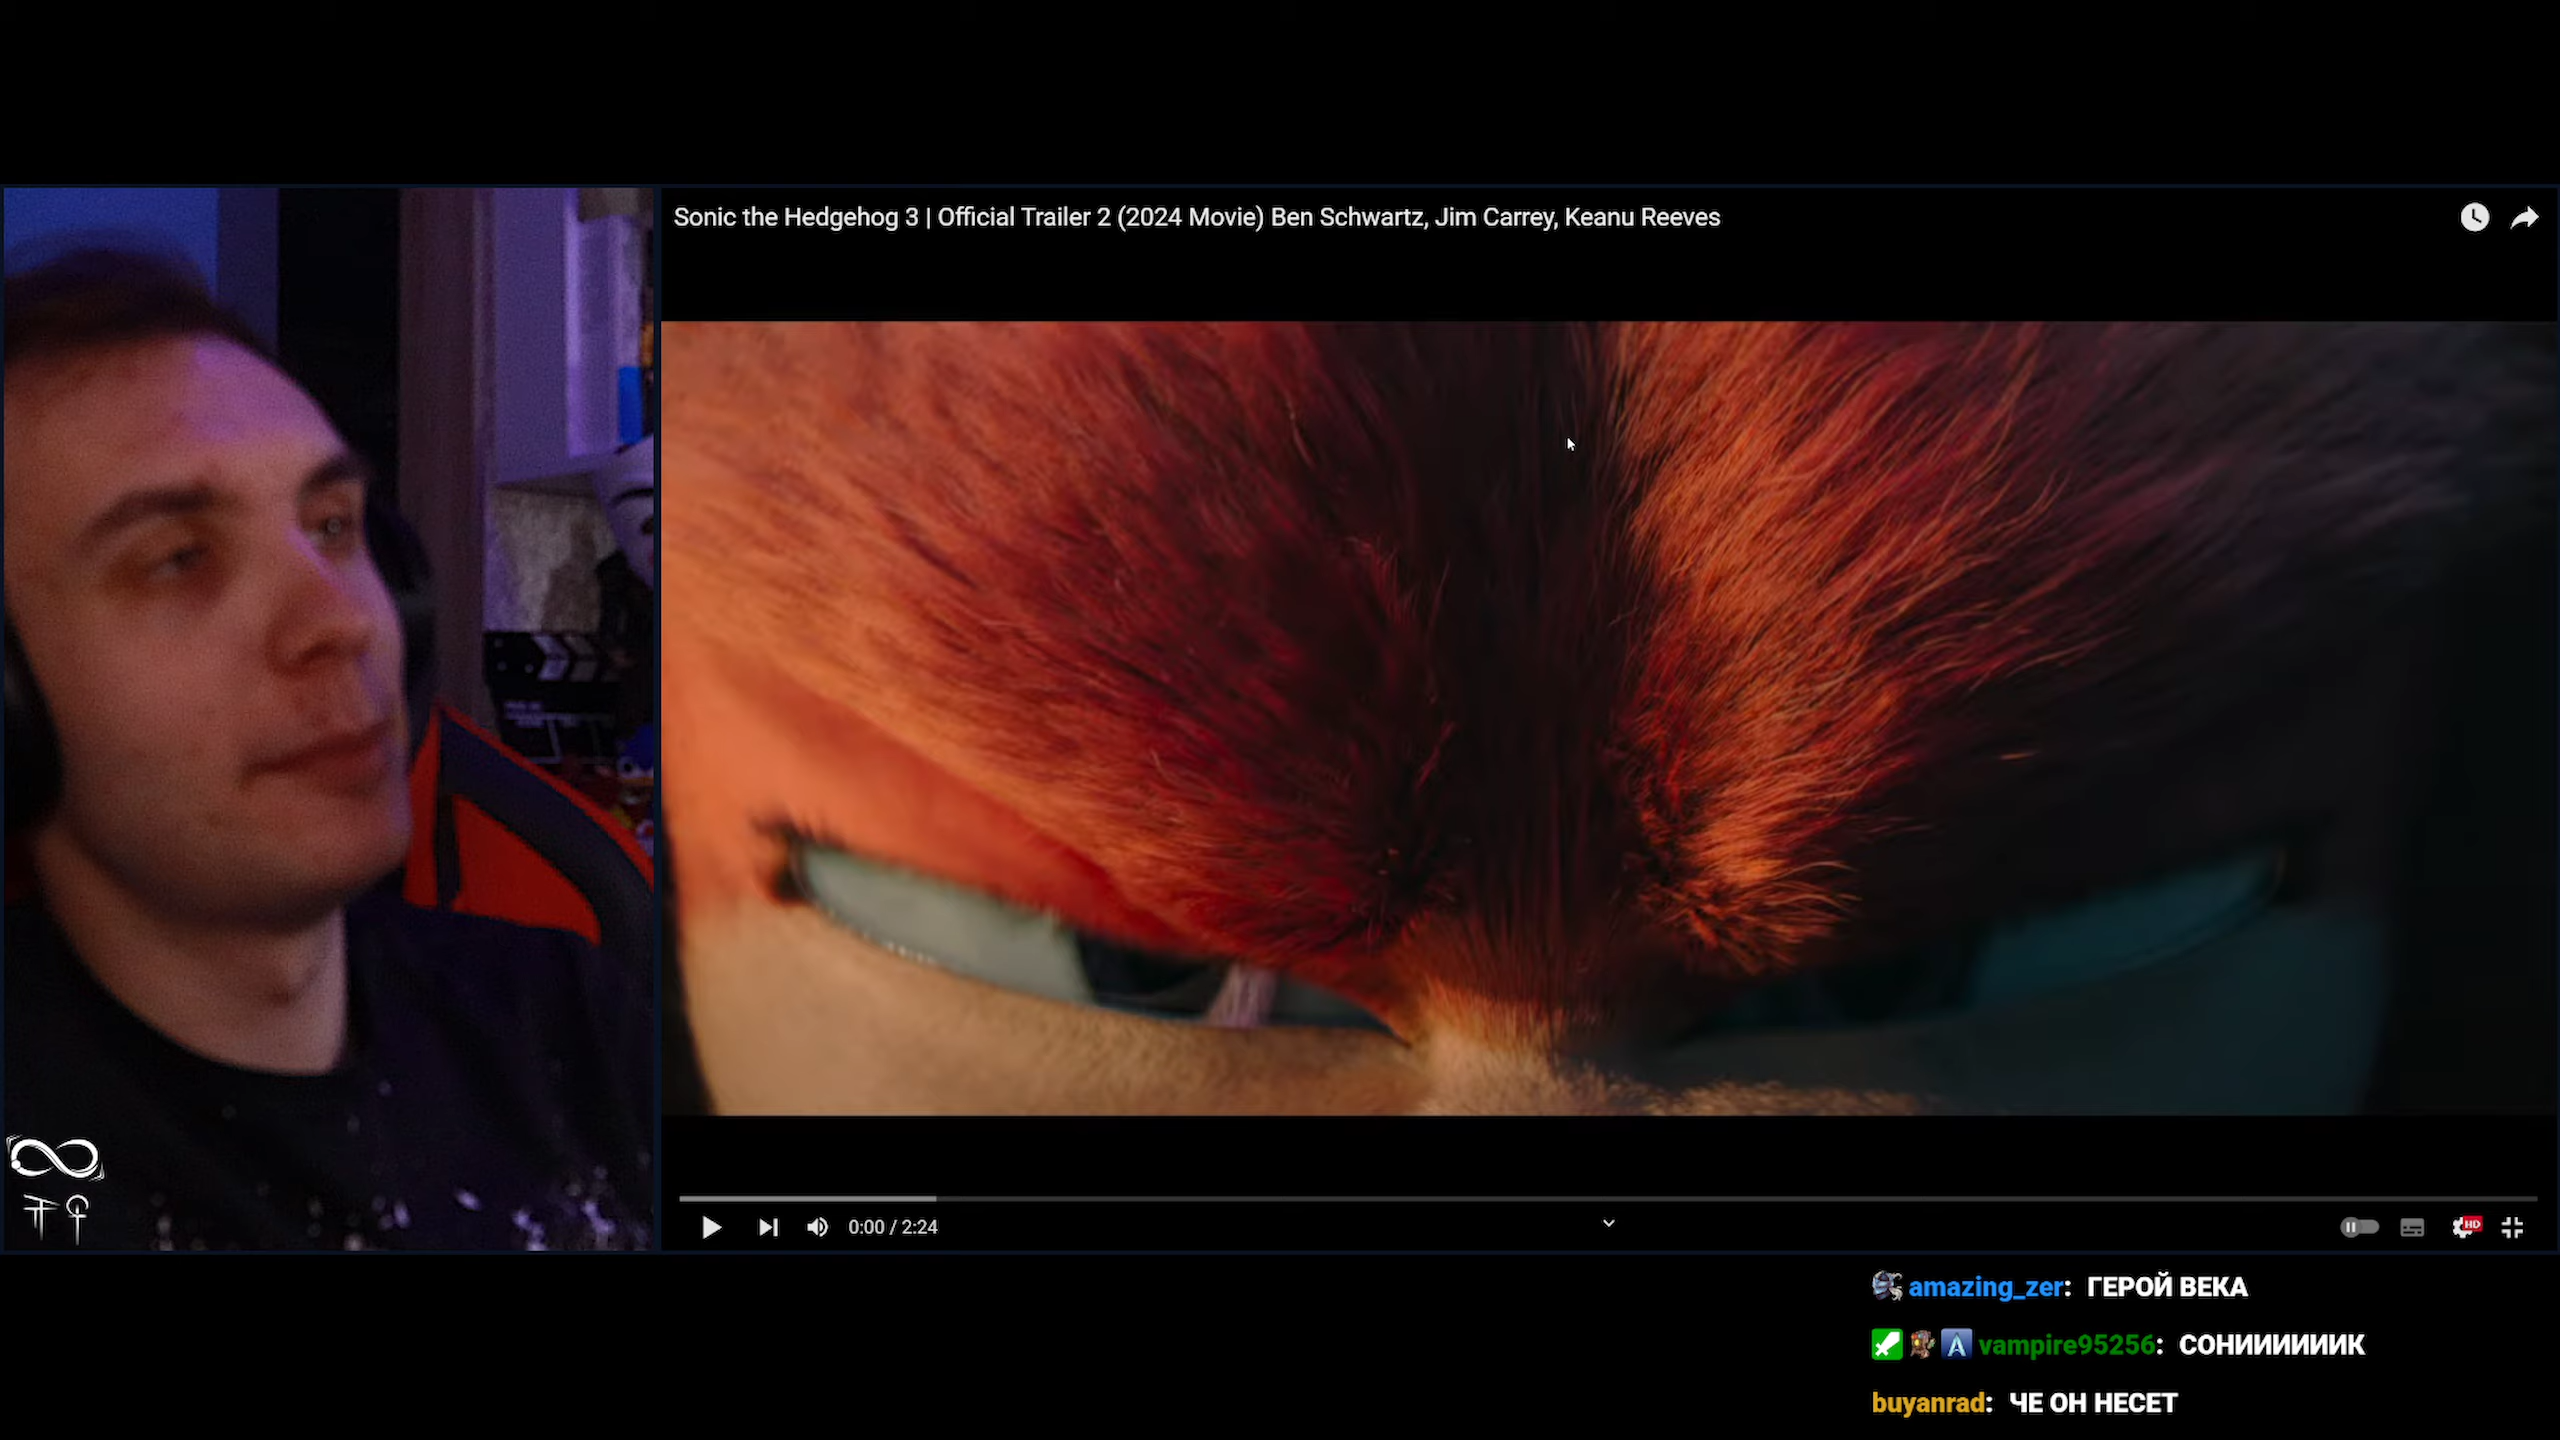 Sonic the Hedgehog 3 | Official Trailer 2 (2024 Movie) Ben Schwartz, Jim Carrey, Keanu Reeves
0:00 / 2:24
HD
amazing_zer: ГЕРОЙ ВЕКА
vampire95256: СОНИИИИИИК
buyanrad: ЧЕ ОН НЕСЕТ